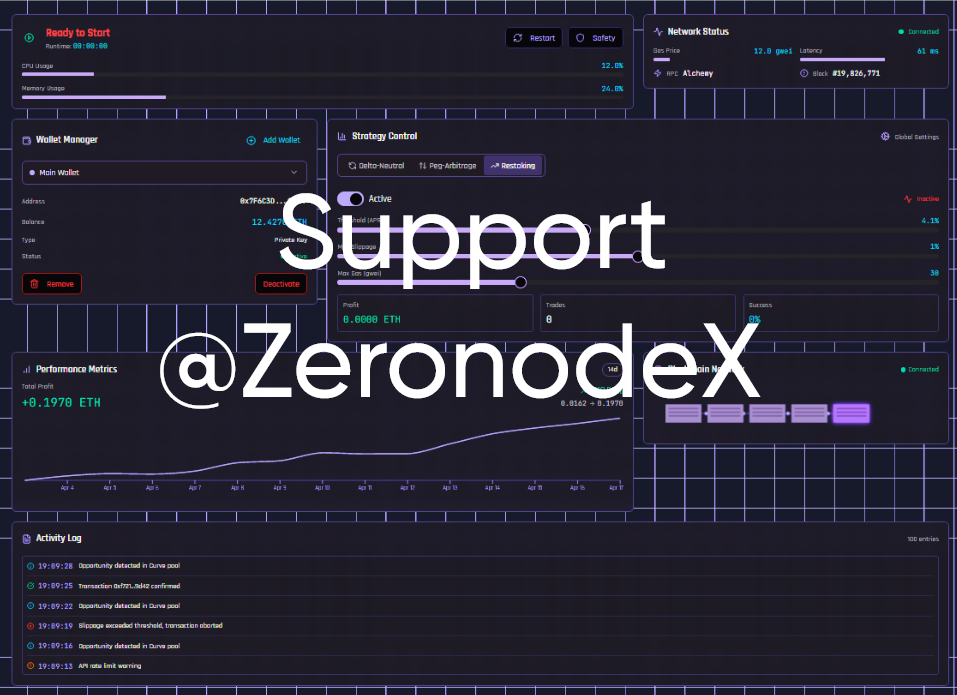 Ready to Start
Runtime: 00:00:00
Restart
Safety
CPU Usage
12.0%
Memory Usage
24.0%
Network Status
Connected
Gas Price
12.0 gwei
Latency
61 ms
RPC Alchemy
Block #19,826,771
Wallet Manager
Add Wallet
Main Wallet
Address
0x7F6C3D...
Balance
12.427
Type
Private Key
Status
Remove
Deactivate
Strategy Control
Global Settings
Delta-Neutral
Peg-Arbitrage
Restaking
Active
Inactive
4.1%
Slippage
1%
Max Gas (gwei)
30
Profit
0.0000 ETH
Trades
0
Success
0%
Support
@ZeronodeX
Performance Metrics
14d
Total Profit
+0.1970 ETH
0.0162 → 0.1970
Apr 4 Apr 5 Apr 6 Apr 7 Apr 8 Apr 9 Apr 10 Apr 11 Apr 12 Apr 13 Apr 14 Apr 15 Apr 16 Apr 17
Connected
Activity Log
100 entries
19:09:28 Opportunity detected in Curve pool
19:09:25 Transaction 0xf721...9d42 confirmed
19:09:22 Opportunity detected in Curve pool
19:09:19 Slippage exceeded threshold, transaction aborted
19:09:16 Opportunity detected in Curve pool
19:09:13 API rate limit warning